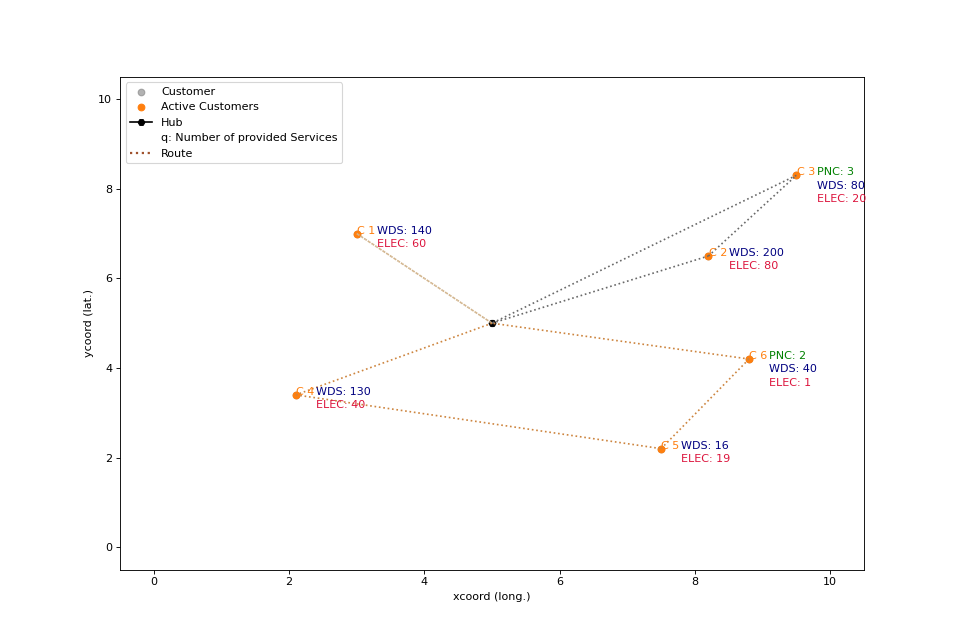 Customer
Active Customers
Hub
q: Number of provided Services
Route
10
8
6
4
2
0
ycoord (lat.)
C 3 PNC: 3
WDS: 80
ELEC: 20
C 1 WDS: 140
ELEC: 60
C 2 WDS: 200
ELEC: 80
C 6 PNC: 2
WDS: 40
ELEC: 1
C 4 WDS: 130
ELEC: 40
C 5 WDS: 16
ELEC: 19
0 2 4 6 8 10
xcoord (long.)